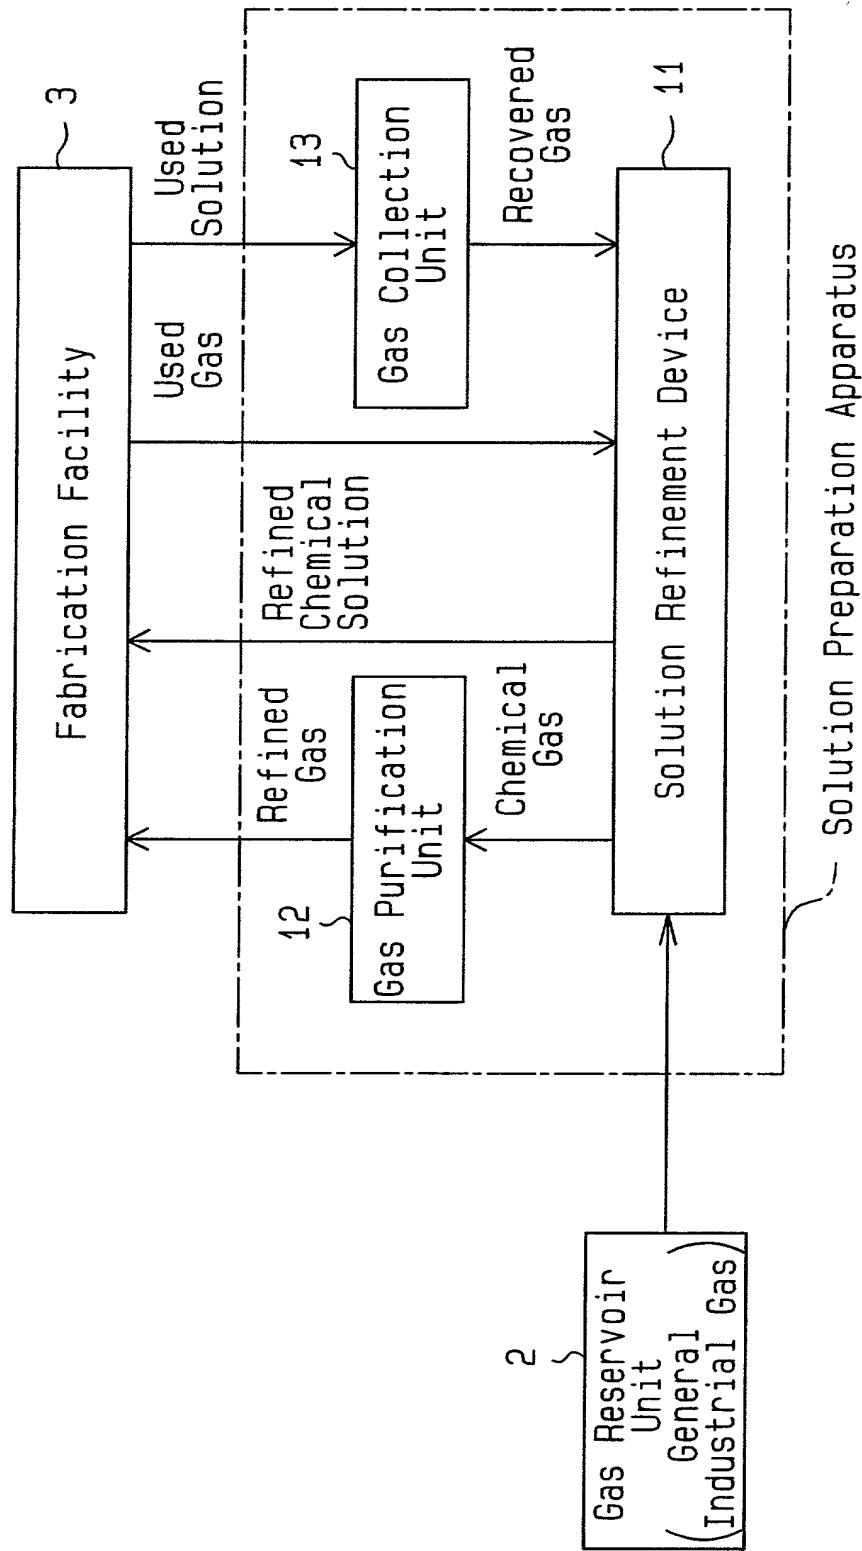 3
Fabrication Facility
Refined
Gas
Refined
Chemical
Solution
Used
Gas
Used
Solution
12
Gas Purification
Unit
13
Gas Collection
Unit
Chemical
Gas
Recovered
Gas
2
Gas Reservoir
Unit
(General
Industrial Gas)
Solution Refinement Device
11
Solution Preparation Apparatus